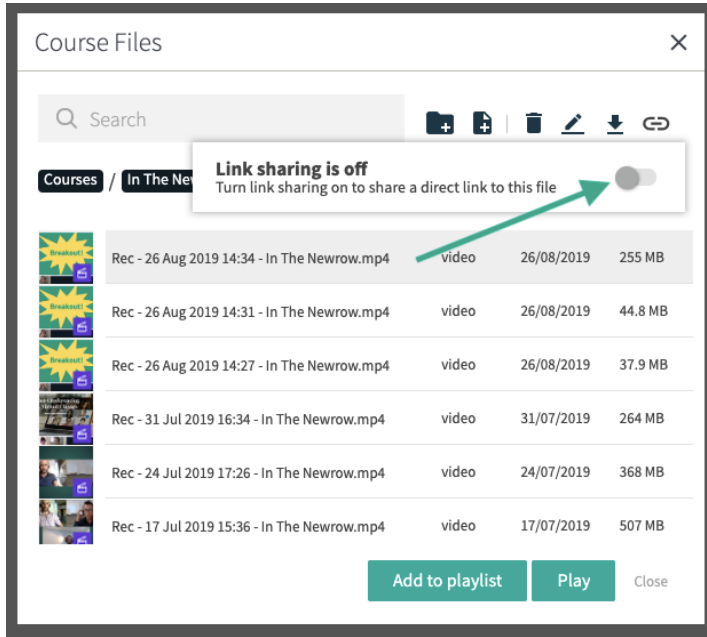 Course Files
Search
Link sharing is off
Turn link sharing on to share a direct link to this file
Courses / In The New
Breakout! Rec - 26 Aug 2019 14:34 - In The Newrow.mp4 video 26/08/2019 255 MB
Breakout! Rec - 26 Aug 2019 14:31 - In The Newrow.mp4 video 26/08/2019 44.8 MB
Breakout! Rec - 26 Aug 2019 14:27 - In The Newrow.mp4 video 26/08/2019 37.9 MB
Rec - 31 Jul 2019 16:34 - In The Newrow.mp4 video 31/07/2019 264 MB
Rec - 24 Jul 2019 17:26 - In The Newrow.mp4 video 24/07/2019 368 MB
Rec - 17 Jul 2019 15:36 - In The Newrow.mp4 video 17/07/2019 507 MB
Add to playlist Play Close